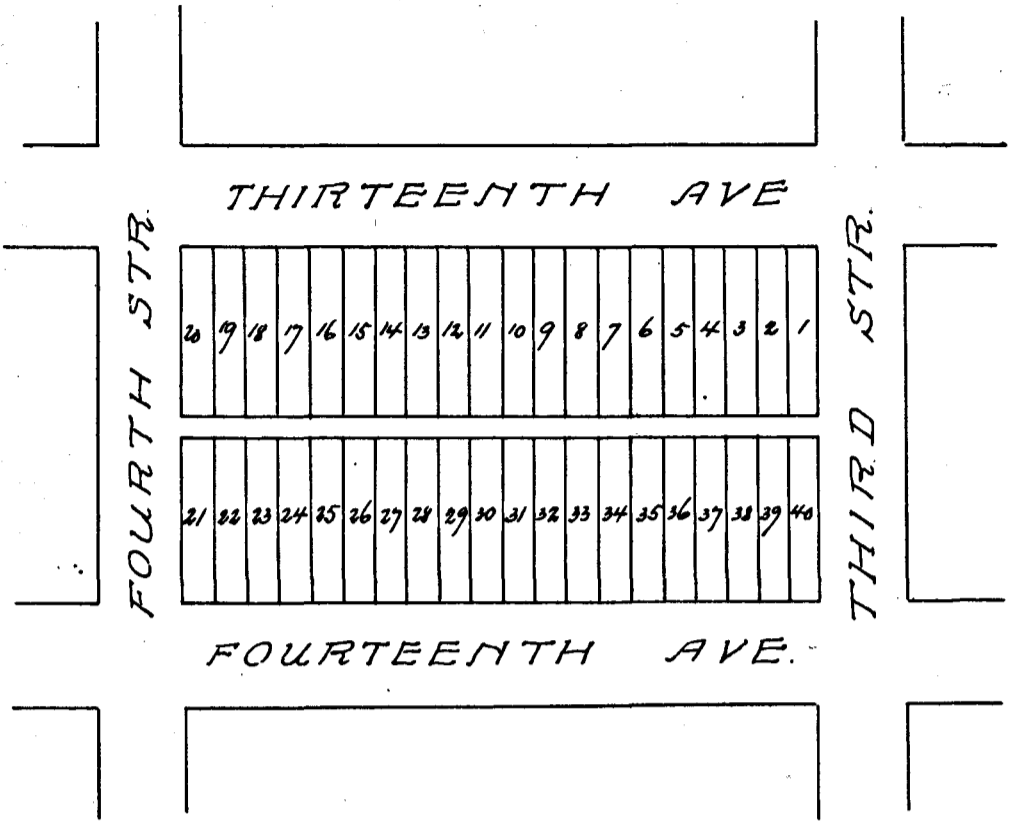 THIRTEENTH AVE
FOURTH STR.
THIRD STR.
20 19 18 17 16 15 14 13 12 11 10 9 8 7 6 5 4 3 2 1
21 22 23 24 25 26 27 28 29 30 31 32 33 34 35 36 37 38 39 40
FOURTEENTH AVE.